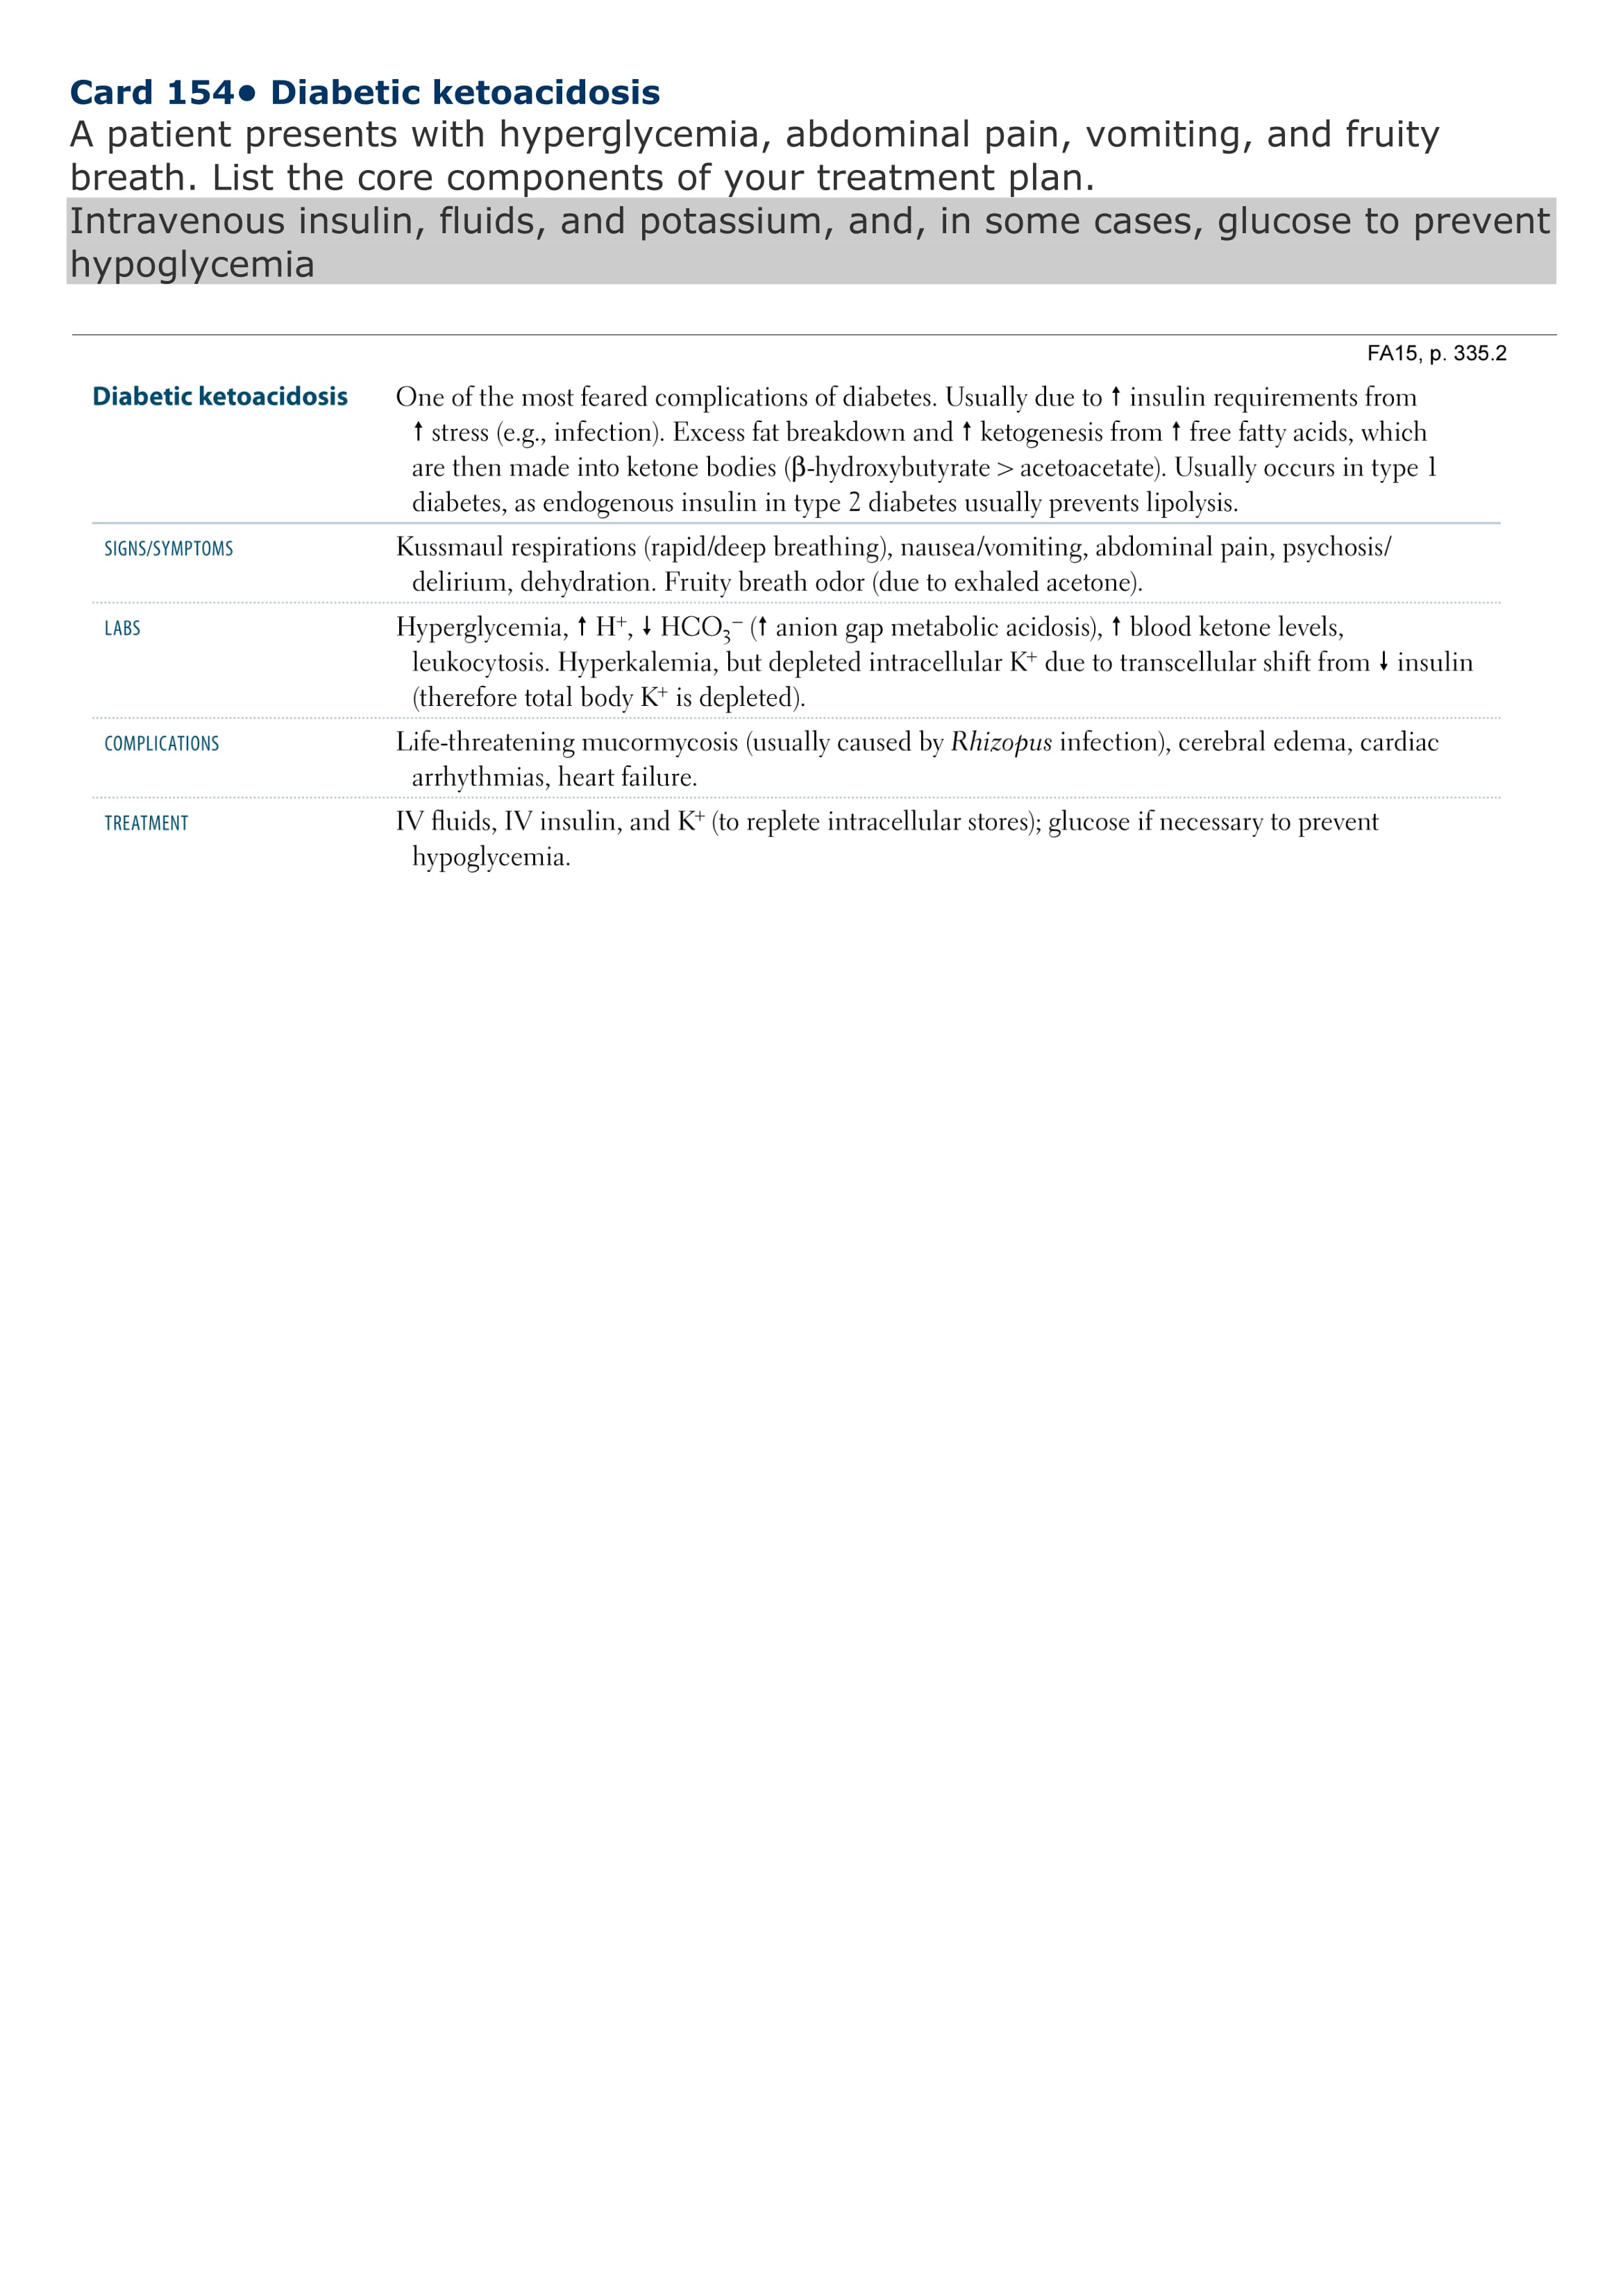 Card 154• Diabetic ketoacidosis
A patient presents with hyperglycemia, abdominal pain, vomiting, and fruity
breath. List the core components of your treatment plan.
Intravenous insulin, fluids, and potassium, and, in some cases, glucose to prevent
hypoglycemia
FA15, p. 335.2
Diabetic ketoacidosis One of the most feared complications of diabetes. Usually due to ↑ insulin requirements from
↑ stress (e.g., infection). Excess fat breakdown and ↑ ketogenesis from ↑ free fatty acids, which
are then made into ketone bodies (β-hydroxybutyrate > acetoacetate). Usually occurs in type 1
diabetes, as endogenous insulin in type 2 diabetes usually prevents lipolysis.
SIGNS/SYMPTOMS Kussmaul respirations (rapid/deep breathing), nausea/vomiting, abdominal pain, psychosis/
delirium, dehydration. Fruity breath odor (due to exhaled acetone).
LABS Hyperglycemia, ↑ H⁺, ↓ HCO₃⁻ (↑ anion gap metabolic acidosis), ↑ blood ketone levels,
leukocytosis. Hyperkalemia, but depleted intracellular K⁺ due to transcellular shift from ↓ insulin
(therefore total body K⁺ is depleted).
COMPLICATIONS Life-threatening mucormycosis (usually caused by Rhizopus infection), cerebral edema, cardiac
arrhythmias, heart failure.
TREATMENT IV fluids, IV insulin, and K⁺ (to replete intracellular stores); glucose if necessary to prevent
hypoglycemia.